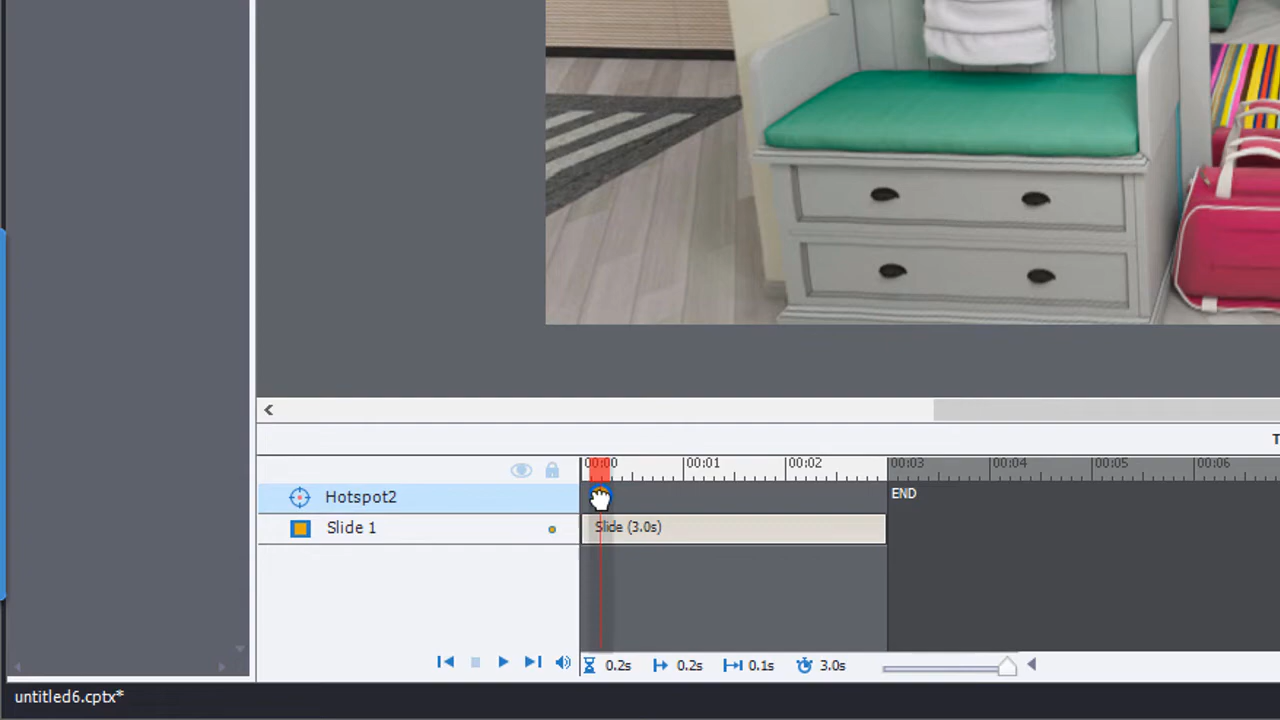 T
00:00 00:01 00:02 00:03 00:04 00:05 00:06
Hotspot2
END
Slide 1
Slide (3.0s)
0.2s 0.2s 0.1s 3.0s
untitled6.cptx*